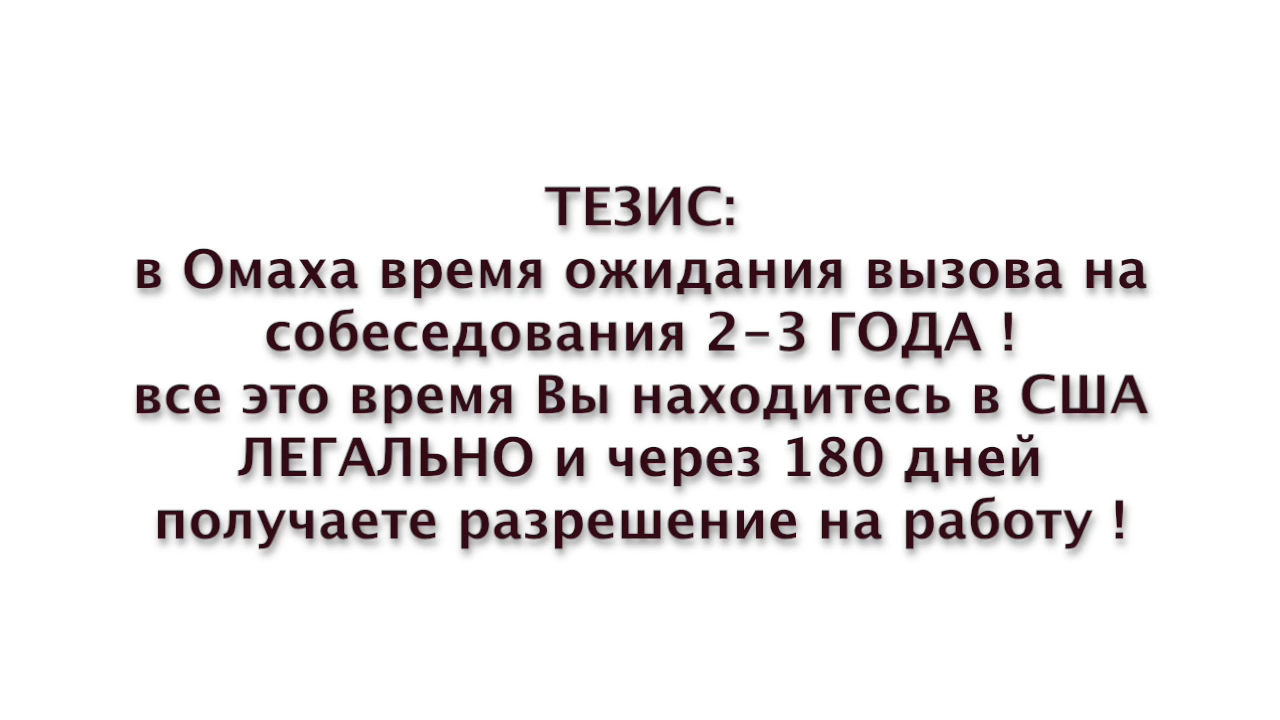 ТЕЗИС:
в Омаха время ожидания вызова на
собеседования 2-3 ГОДА !
все это время Вы находитесь в США
ЛЕГАЛЬНО и через 180 дней
получаете разрешение на работу !